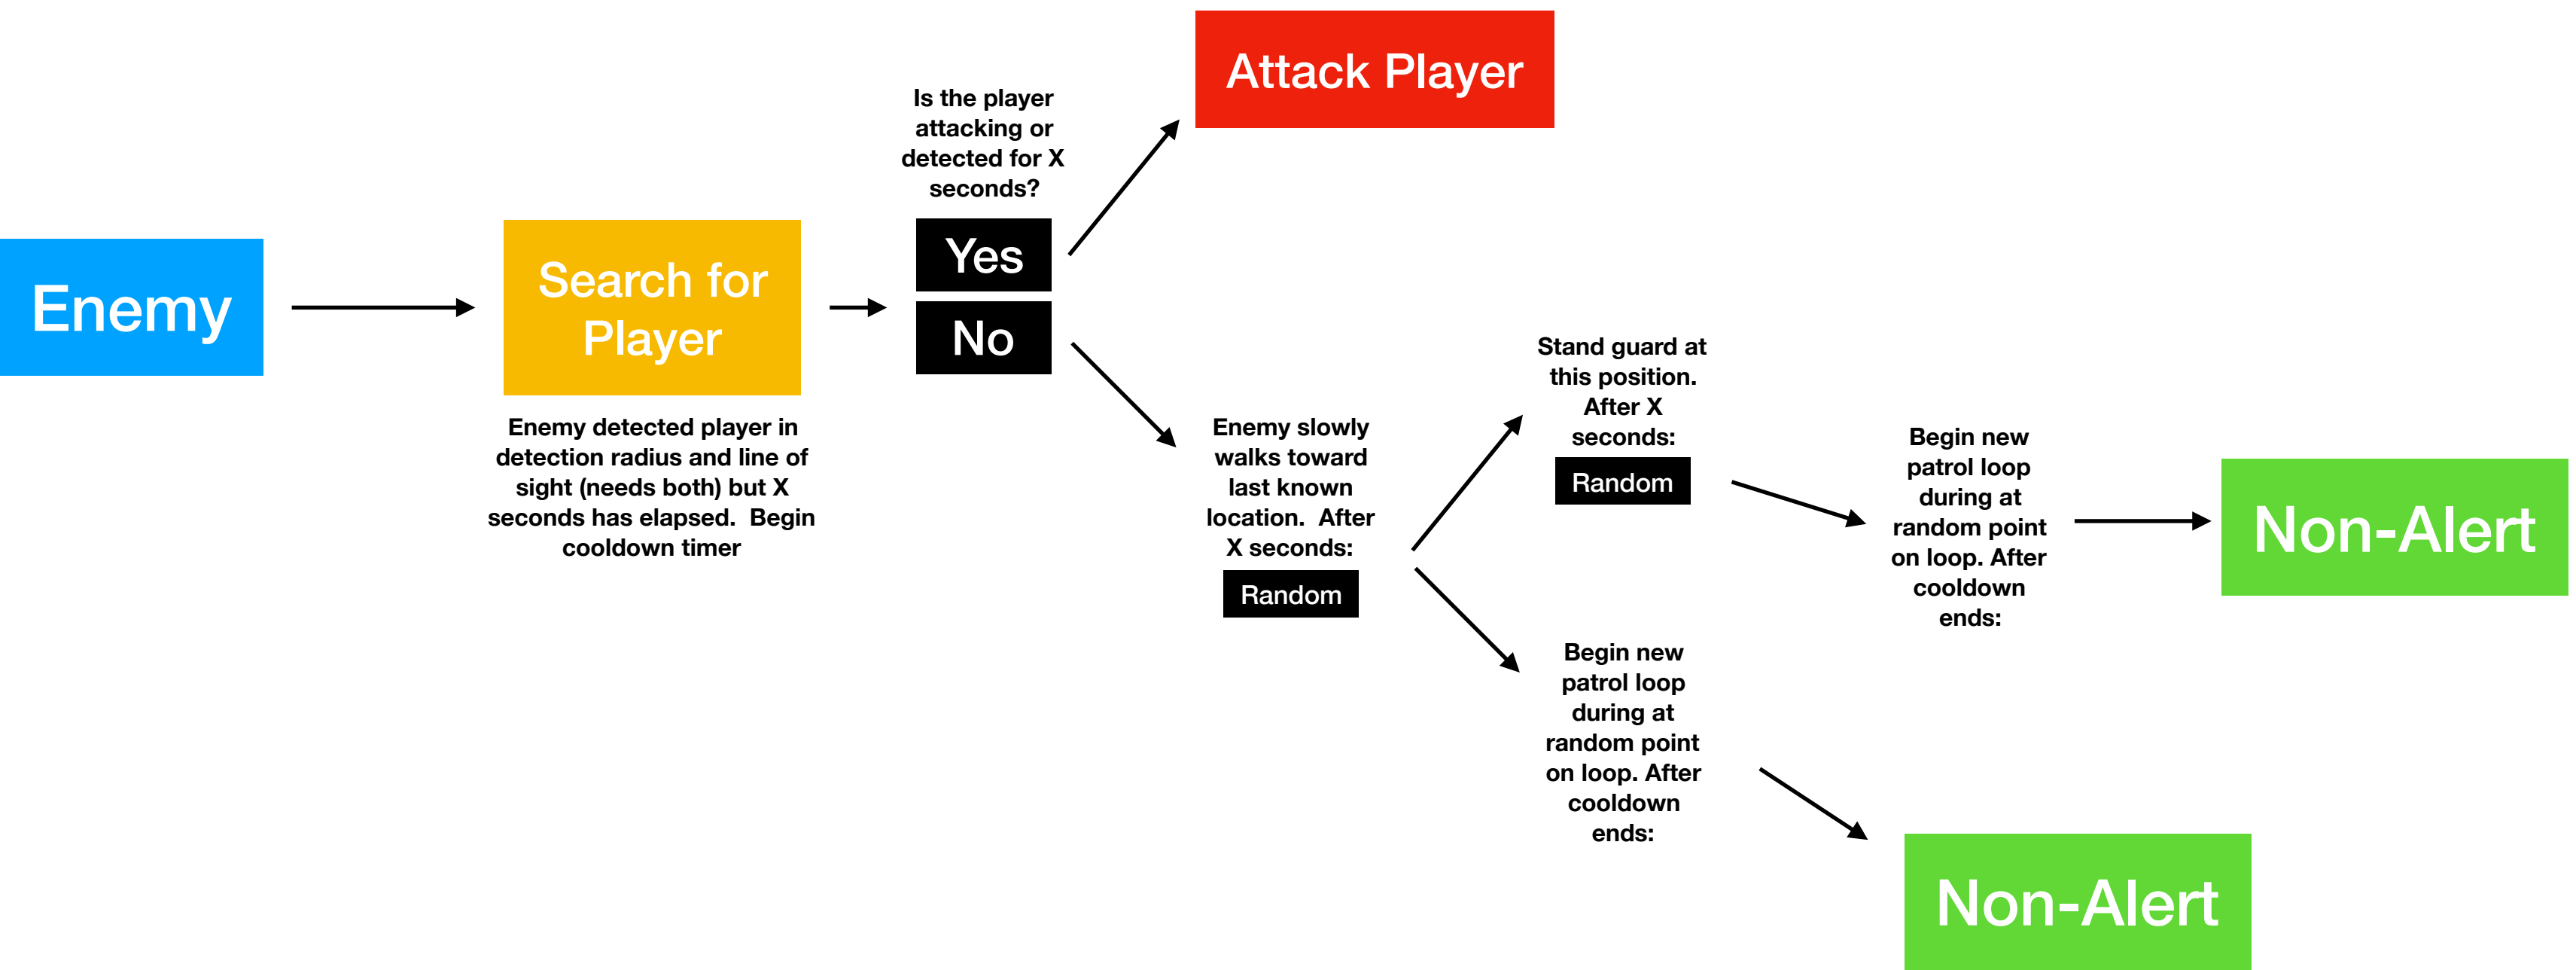 Enemy
Search for
Player
Enemy detected player in
detection radius and line of
sight (needs both) but X
seconds has elapsed.  Begin
cooldown timer
Is the player
attacking or
detected for X
seconds?
Yes
No
Attack Player
Enemy slowly
walks toward
last known
location.  After
X seconds:
Random
Stand guard at
this position.
After X
seconds:
Random
Begin new
patrol loop
during at
random point
on loop. After
cooldown
ends:
Non-Alert
Begin new
patrol loop
during at
random point
on loop. After
cooldown
ends:
Non-Alert